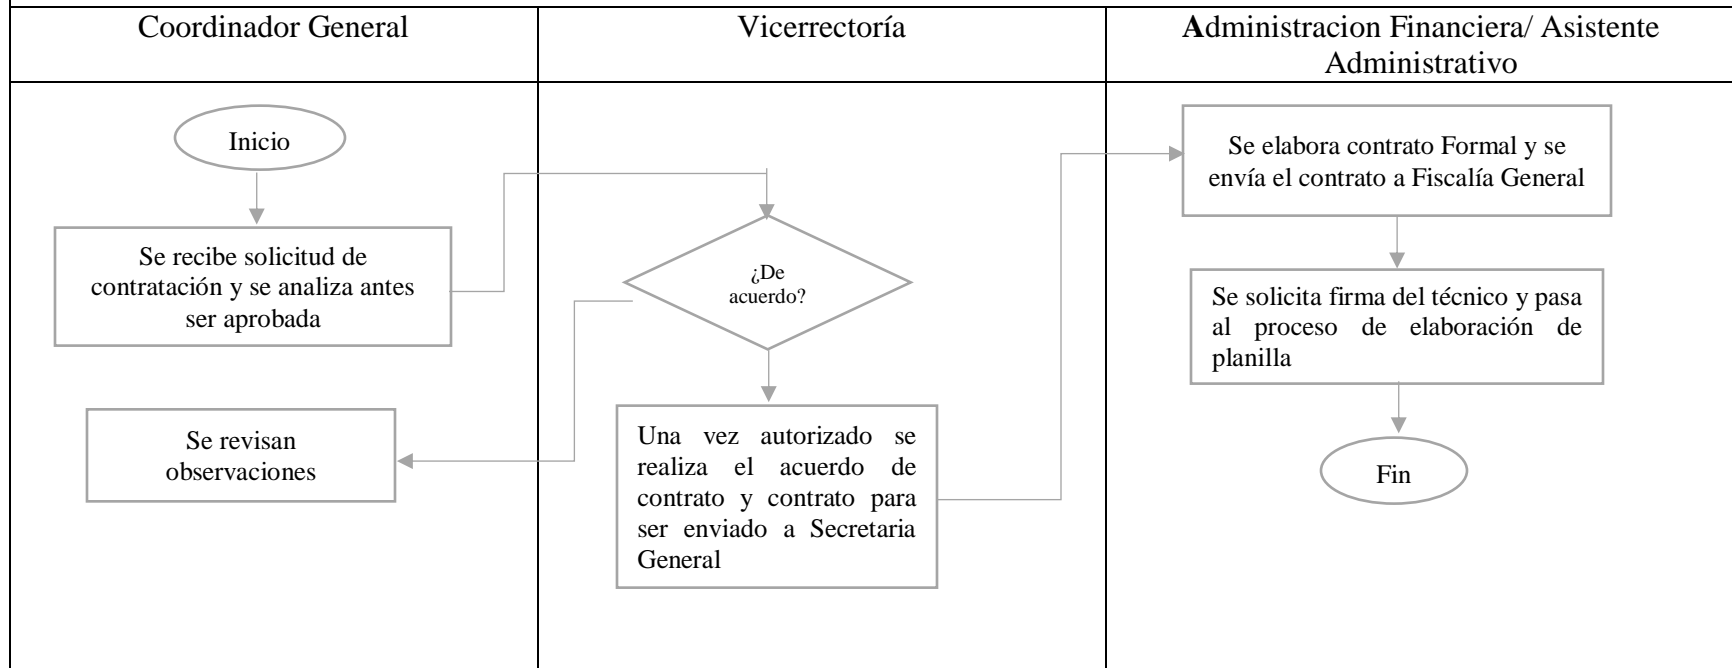 Coordinador General
Vicerrectoría
Administracion Financiera/ Asistente
Administrativo
Inicio
Se recibe solicitud de
contratación y se analiza antes
ser aprobada
Se revisan
observaciones
¿De
acuerdo?
Una vez autorizado se
realiza el acuerdo de
contrato y contrato para
ser enviado a Secretaria
General
Se elabora contrato Formal y se
envía el contrato a Fiscalía General
Se solicita firma del técnico y pasa
al proceso de elaboración de
planilla
Fin